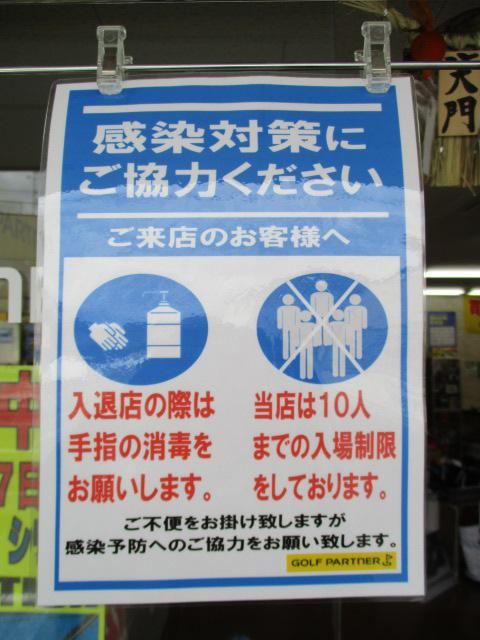 感染対策に
ご協力ください
ご来店のお客様へ
入退店の際は
手指の消毒を
お願いします。
当店は10人
までの入場制限
をしております。
ご不便をお掛け致しますが
感染予防へのご協力をお願い致します。
GOLF PARTNER
門
7日